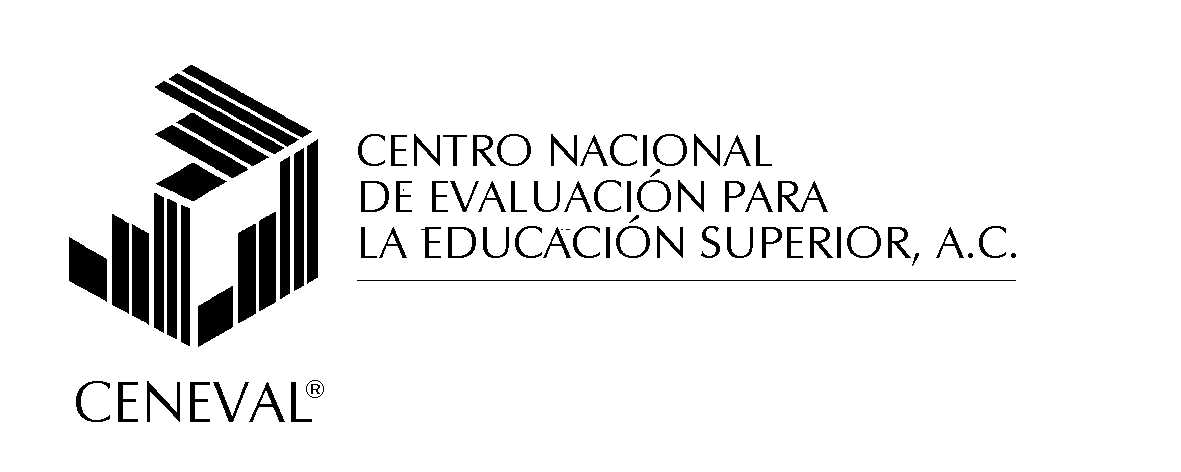 CENTRO NACIONAL
DE EVALUACIÓN PARA
LA EDUCACIÓN SUPERIOR, A.C.
CENEVAL®